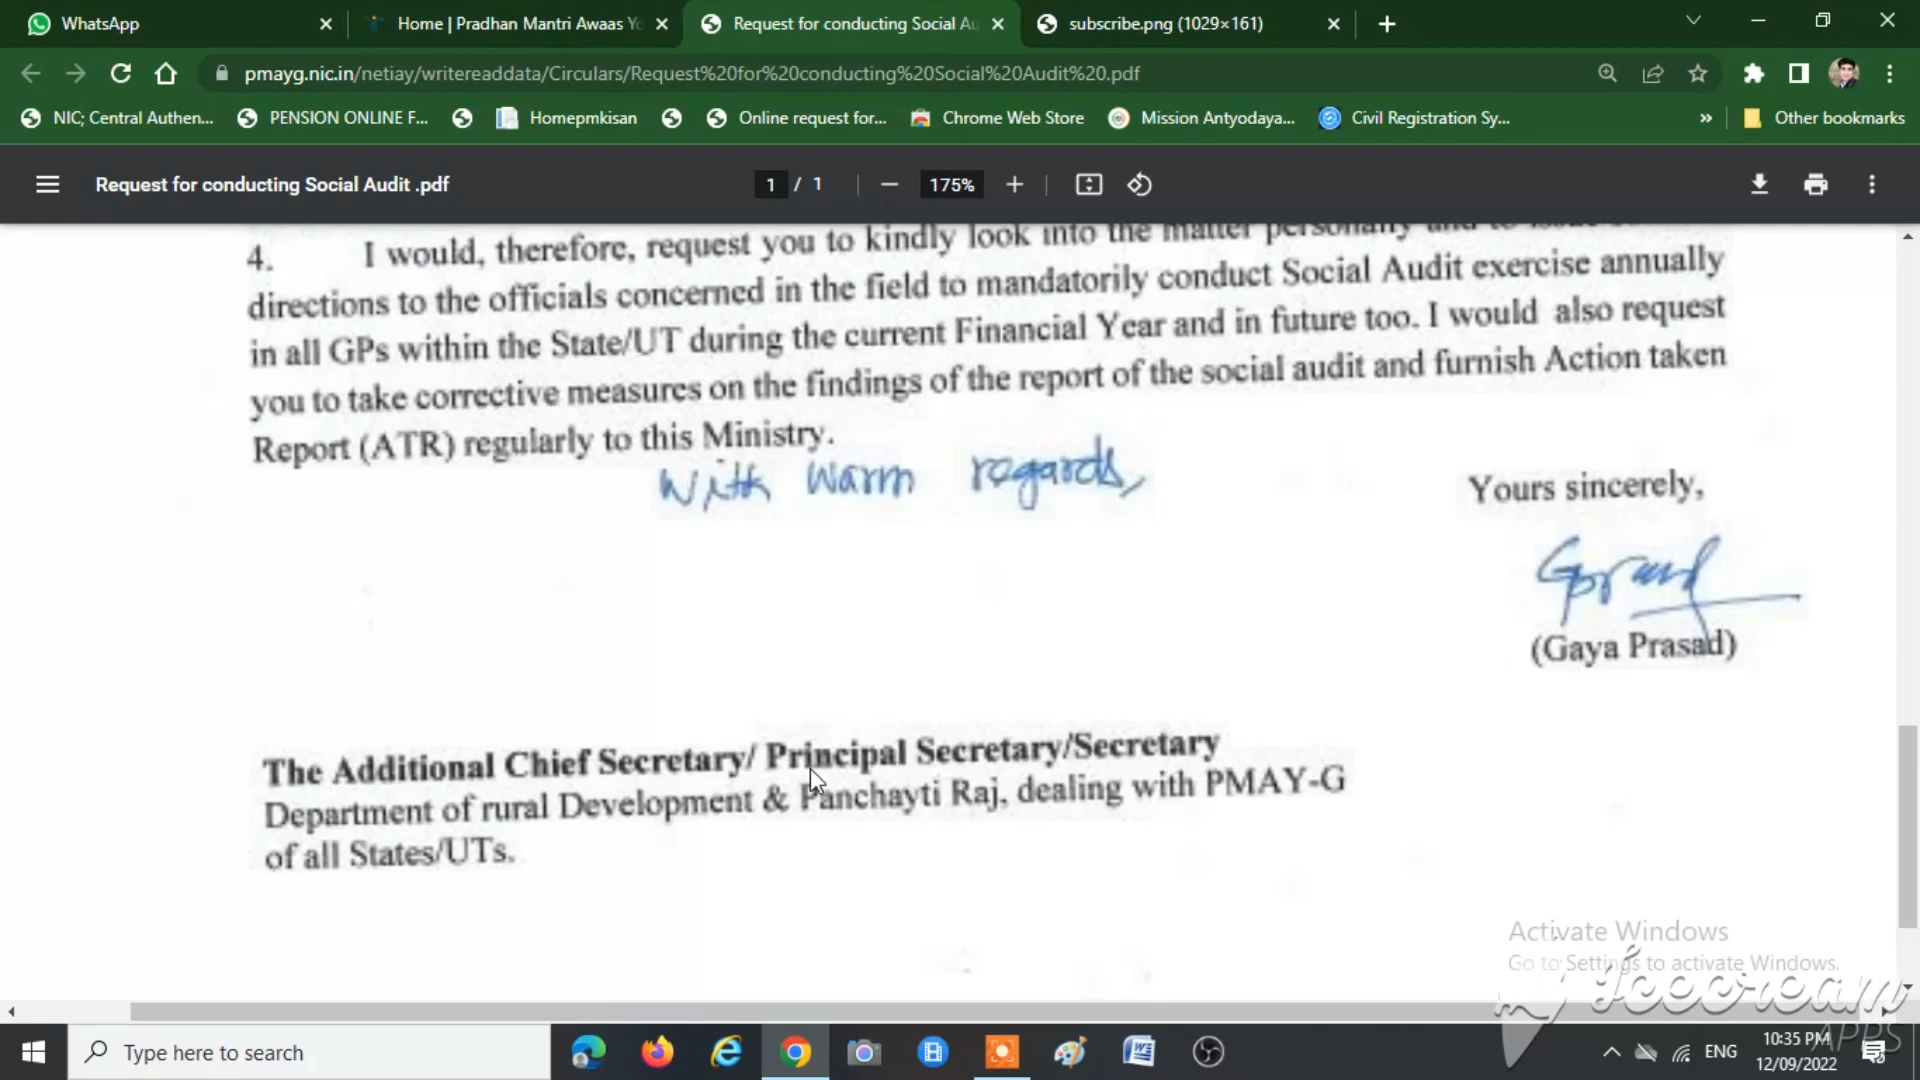 WhatsApp
Home | Pradhan Mantri Awaas Yo
Request for conducting Social Au
subscribe.png (1029×161)
pmayg.nic.in/netiay/writereaddata/Circulars/Request%20for%20conducting%20Social%20Audit%20.pdf
NIC; Central Authen...
PENSION ONLINE F...
Homepmkisan
Online request for...
Chrome Web Store
Mission Antyodaya...
Civil Registration Sy...
»
Other bookmarks
Request for conducting Social Audit .pdf
1 / 1
175%
4. I would, therefore, request you to kindly look into the matter personally and to issue
directions to the officials concerned in the field to mandatorily conduct Social Audit exercise annually
in all GPs within the State/UT during the current Financial Year and in future too. I would also request
you to take corrective measures on the findings of the report of the social audit and furnish Action taken
Report (ATR) regularly to this Ministry.
With warm regards,
Yours sincerely,
(Gaya Prasad)
The Additional Chief Secretary/ Principal Secretary/Secretary
Department of rural Development & Panchayti Raj, dealing with PMAY-G
of all States/UTs.
Activate Windows
Go to Settings to activate Windows.
Icecream
APPS
Type here to search
ENG
10:35 PM
12/09/2022